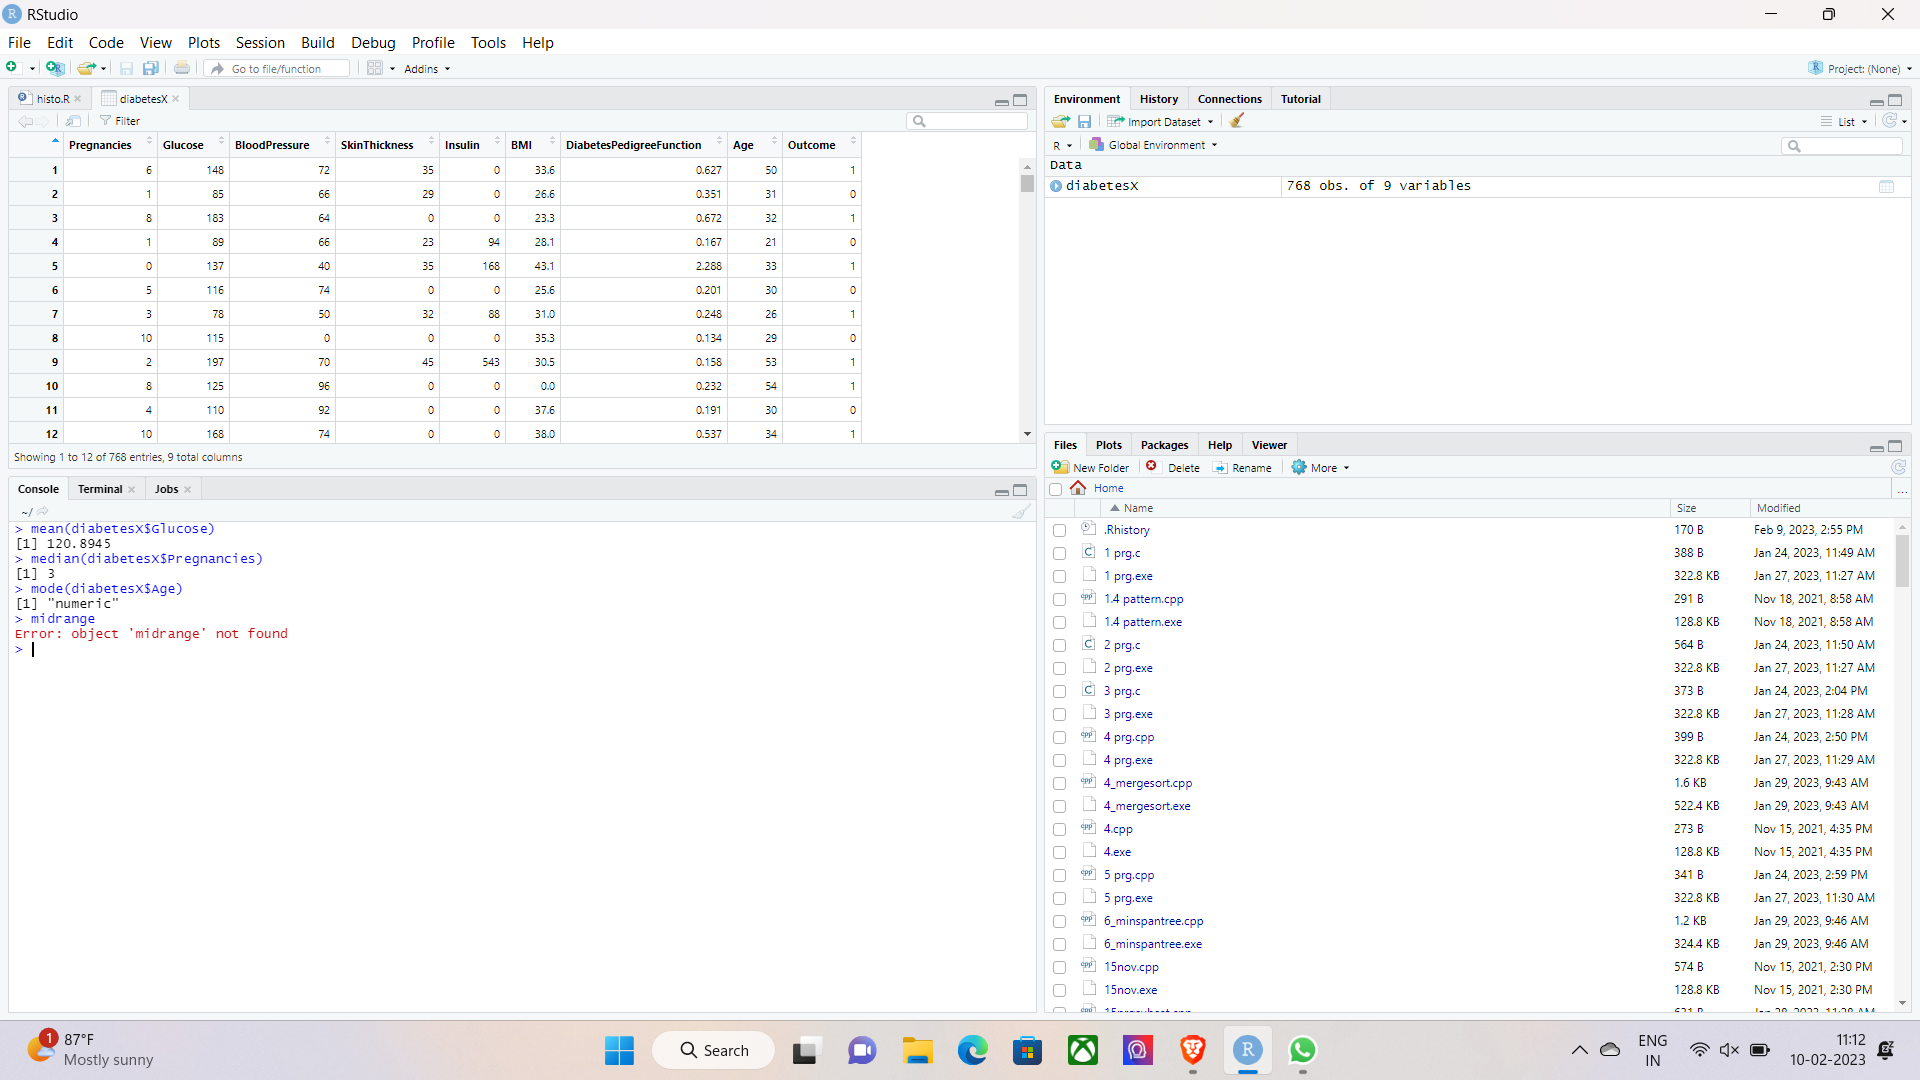 RStudio
File Edit Code View Plots Session Build Debug Profile Tools Help
Go to file/function Addins Project: (None)
histo.R diabetesX
Filter
Pregnancies Glucose BloodPressure SkinThickness Insulin BMI DiabetesPedigreeFunction Age Outcome
1 6 148 72 35 0 33.6 0.627 50 1
2 1 85 66 29 0 26.6 0.351 31 0
3 8 183 64 0 0 23.3 0.672 32 1
4 1 89 66 23 94 28.1 0.167 21 0
5 0 137 40 35 168 43.1 2.288 33 1
6 5 116 74 0 0 25.6 0.201 30 0
7 3 78 50 32 88 31.0 0.248 26 1
8 10 115 0 0 0 35.3 0.134 29 0
9 2 197 70 45 543 30.5 0.158 53 1
10 8 125 96 0 0 0.0 0.232 54 1
11 4 110 92 0 0 37.6 0.191 30 0
12 10 168 74 0 0 38.0 0.537 34 1
Showing 1 to 12 of 768 entries, 9 total columns
Console Terminal Jobs
~/
> mean(diabetesX$Glucose)
[1] 120.8945
> median(diabetesX$Pregnancies)
[1] 3
> mode(diabetesX$Age)
[1] "numeric"
> midrange
Error: object 'midrange' not found
>
Environment History Connections Tutorial
Import Dataset List
R Global Environment
Data
diabetesX 768 obs. of 9 variables
Files Plots Packages Help Viewer
New Folder Delete Rename More
Home ...
Name Size Modified
.Rhistory 170 B Feb 9, 2023, 2:55 PM
1 prg.c 388 B Jan 24, 2023, 11:49 AM
1 prg.exe 322.8 KB Jan 27, 2023, 11:27 AM
1.4 pattern.cpp 291 B Nov 18, 2021, 8:58 AM
1.4 pattern.exe 128.8 KB Nov 18, 2021, 8:58 AM
2 prg.c 564 B Jan 24, 2023, 11:50 AM
2 prg.exe 322.8 KB Jan 27, 2023, 11:27 AM
3 prg.c 373 B Jan 24, 2023, 2:04 PM
3 prg.exe 322.8 KB Jan 27, 2023, 11:28 AM
4 prg.cpp 399 B Jan 24, 2023, 2:50 PM
4 prg.exe 322.8 KB Jan 27, 2023, 11:29 AM
4_mergesort.cpp 1.6 KB Jan 29, 2023, 9:43 AM
4_mergesort.exe 522.4 KB Jan 29, 2023, 9:43 AM
4.cpp 273 B Nov 15, 2021, 4:35 PM
4.exe 128.8 KB Nov 15, 2021, 4:35 PM
5 prg.cpp 341 B Jan 24, 2023, 2:59 PM
5 prg.exe 322.8 KB Jan 27, 2023, 11:30 AM
6_minspantree.cpp 1.2 KB Jan 29, 2023, 9:46 AM
6_minspantree.exe 324.4 KB Jan 29, 2023, 9:46 AM
15nov.cpp 574 B Nov 15, 2021, 2:30 PM
15nov.exe 128.8 KB Nov 15, 2021, 2:30 PM
1 87°F
Mostly sunny
Search
ENG
IN
11:12
10-02-2023